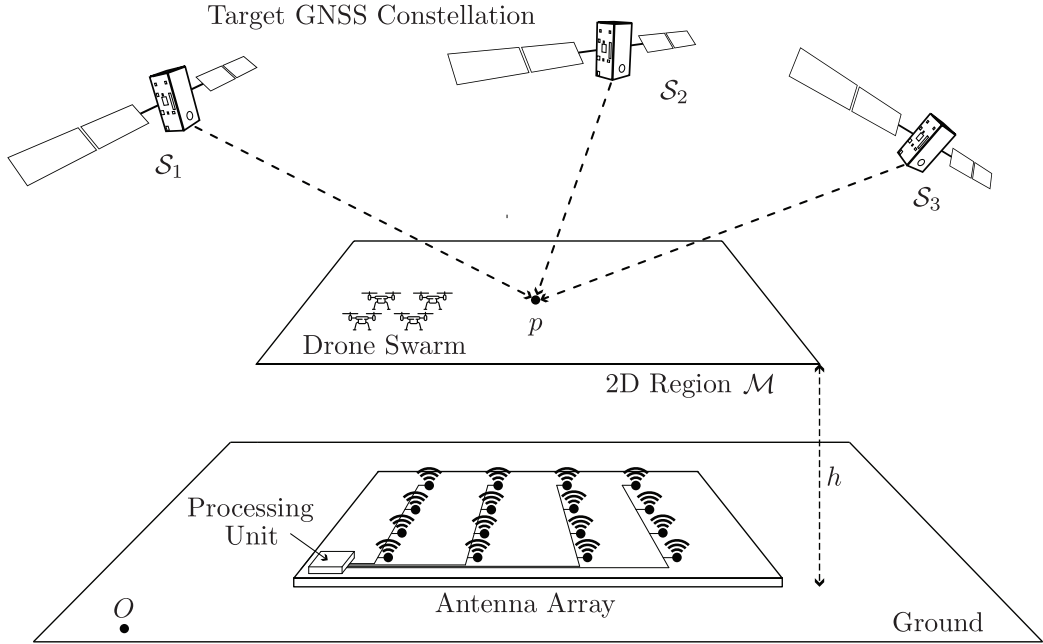 Target GNSS Constellation
𝒮₁
𝒮₂
𝒮₃
p
Drone Swarm
2D Region ℳ
h
Processing
Unit
Antenna Array
O
Ground